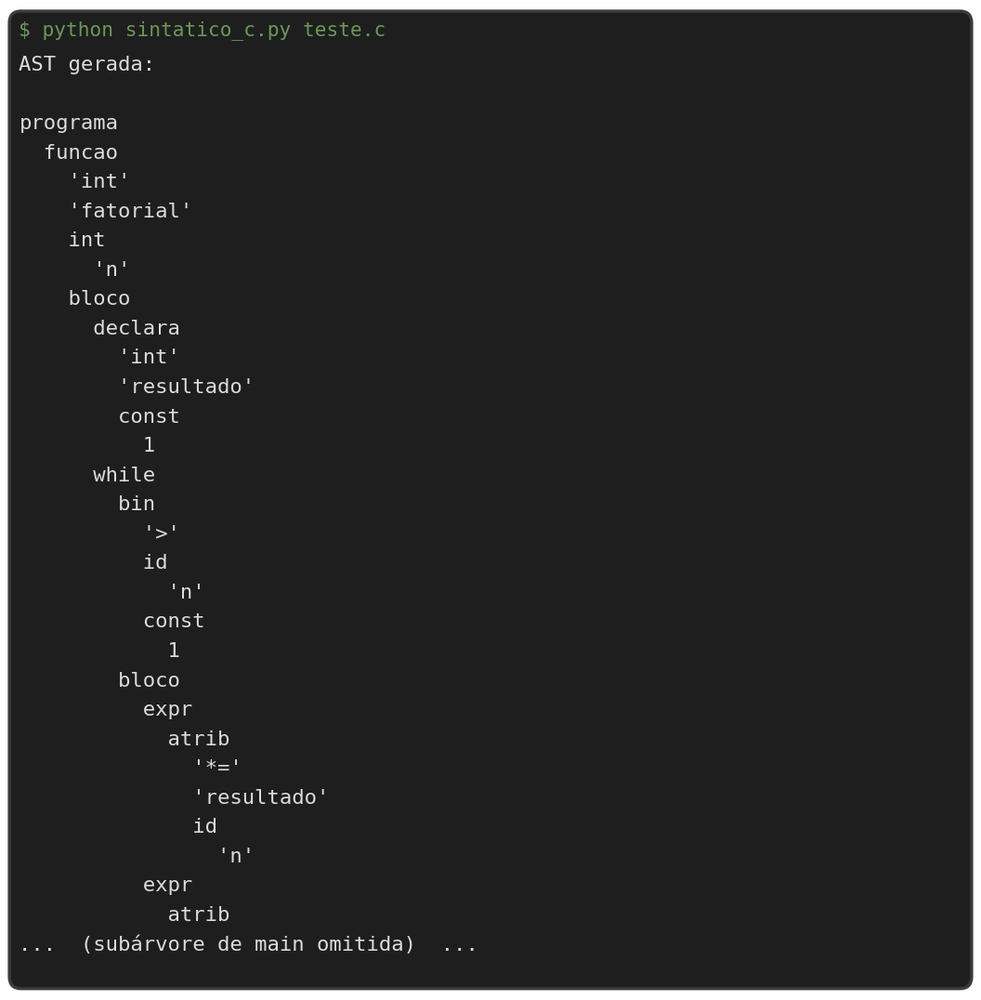 $ python sintatico_c.py teste.c
AST gerada:

programa
  funcao
    'int'
    'fatorial'
    int
      'n'
    bloco
      declara
        'int'
        'resultado'
        const
          1
      while
        bin
          '>'
          id
            'n'
          const
            1
        bloco
          expr
            atrib
              '*='
              'resultado'
              id
                'n'
          expr
            atrib
...  (subárvore de main omitida)  ...